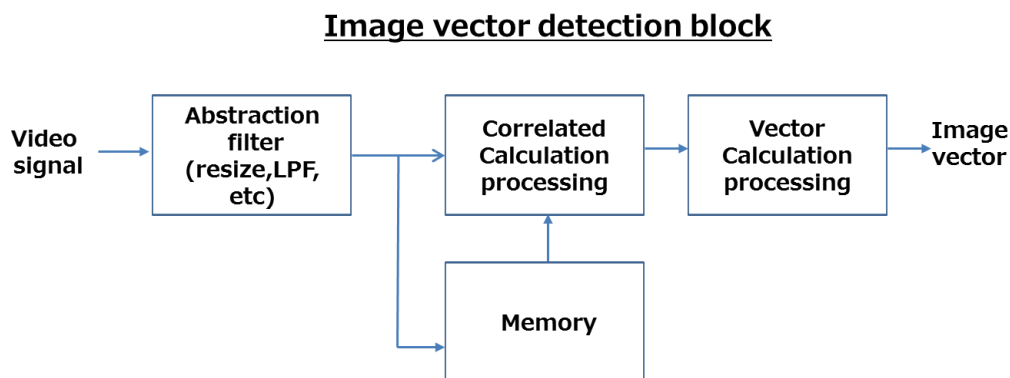 Image vector detection block
Video
signal
Abstraction
filter
(resize,LPF,
etc)
Correlated
Calculation
processing
Vector
Calculation
processing
Image
vector
Memory